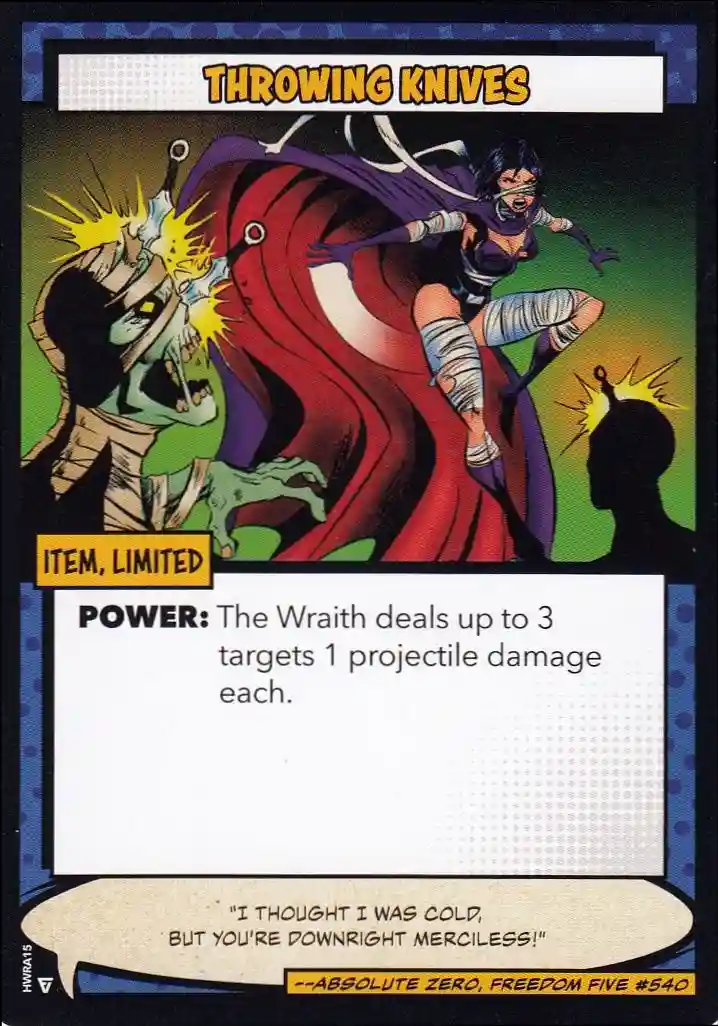 THROWING KNIVES
ITEM, LIMITED
POWER: The Wraith deals up to 3
targets 1 projectile damage
each.
"I THOUGHT I WAS COLD,
BUT YOU'RE DOWNRIGHT MERCILESS!"
--ABSOLUTE ZERO, FREEDOM FIVE #540
HWRA15